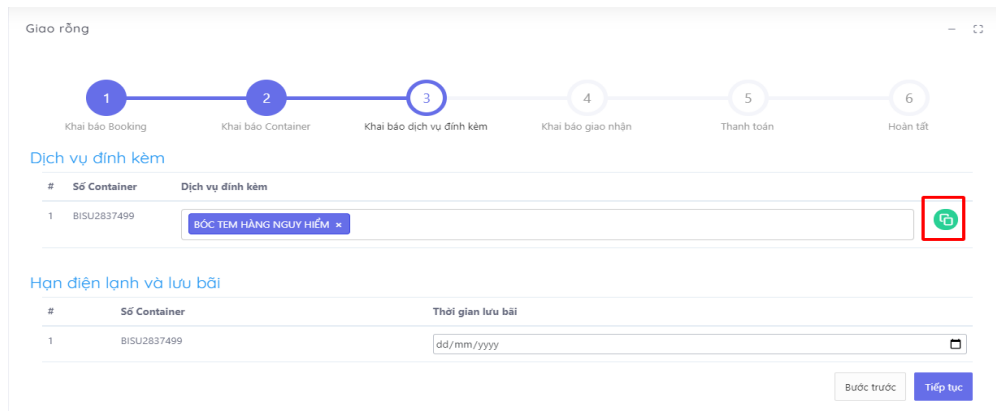 Giao rỗng
1 2 3 4 5 6
Khai báo Booking Khai báo Container Khai báo dịch vụ đính kèm Khai báo giao nhận Thanh toán Hoàn tất
Dịch vụ đính kèm
# Số Container Dịch vụ đính kèm
1 BISU2837499 BÓC TEM HÀNG NGUY HIỂM ×
Hạn điện lạnh và lưu bãi
# Số Container Thời gian lưu bãi
1 BISU2837499 dd/mm/yyyy
Bước trước Tiếp tục